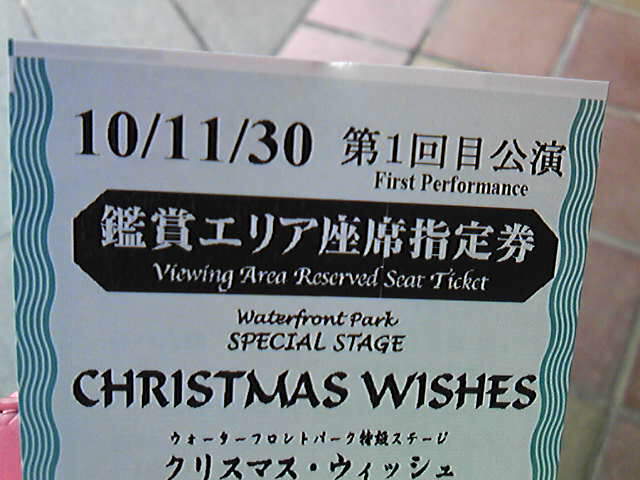 10/11/30 第1回目公演
First Performance
鑑賞エリア座席指定券
Viewing Area Reserved Seat Ticket
Waterfront Park
SPECIAL STAGE
CHRISTMAS WISHES
ウォーターフロントパーク特設ステージ
クリスマス・ウィッシュ